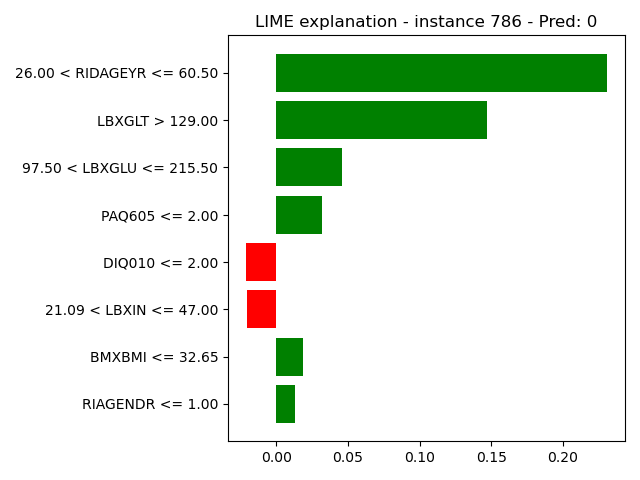 LIME explanation - instance 786 - Pred: 0
26.00 < RIDAGEYR <= 60.50
LBXGLT > 129.00
97.50 < LBXGLU <= 215.50
PAQ605 <= 2.00
DIQ010 <= 2.00
21.09 < LBXIN <= 47.00
BMXBMI <= 32.65
RIAGENDR <= 1.00
0.00 0.05 0.10 0.15 0.20